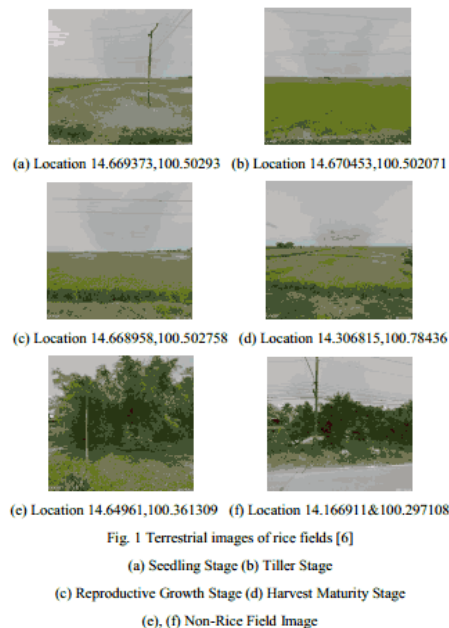 (a) Location 14.669373,100.50293 (b) Location 14.670453,100.502071
(c) Location 14.668958,100.502758 (d) Location 14.306815,100.78436
(e) Location 14.64961,100.361309 (f) Location 14.166911&100.297108
Fig. 1 Terrestrial images of rice fields [6]
(a) Seedling Stage (b) Tiller Stage
(c) Reproductive Growth Stage (d) Harvest Maturity Stage
(e), (f) Non-Rice Field Image